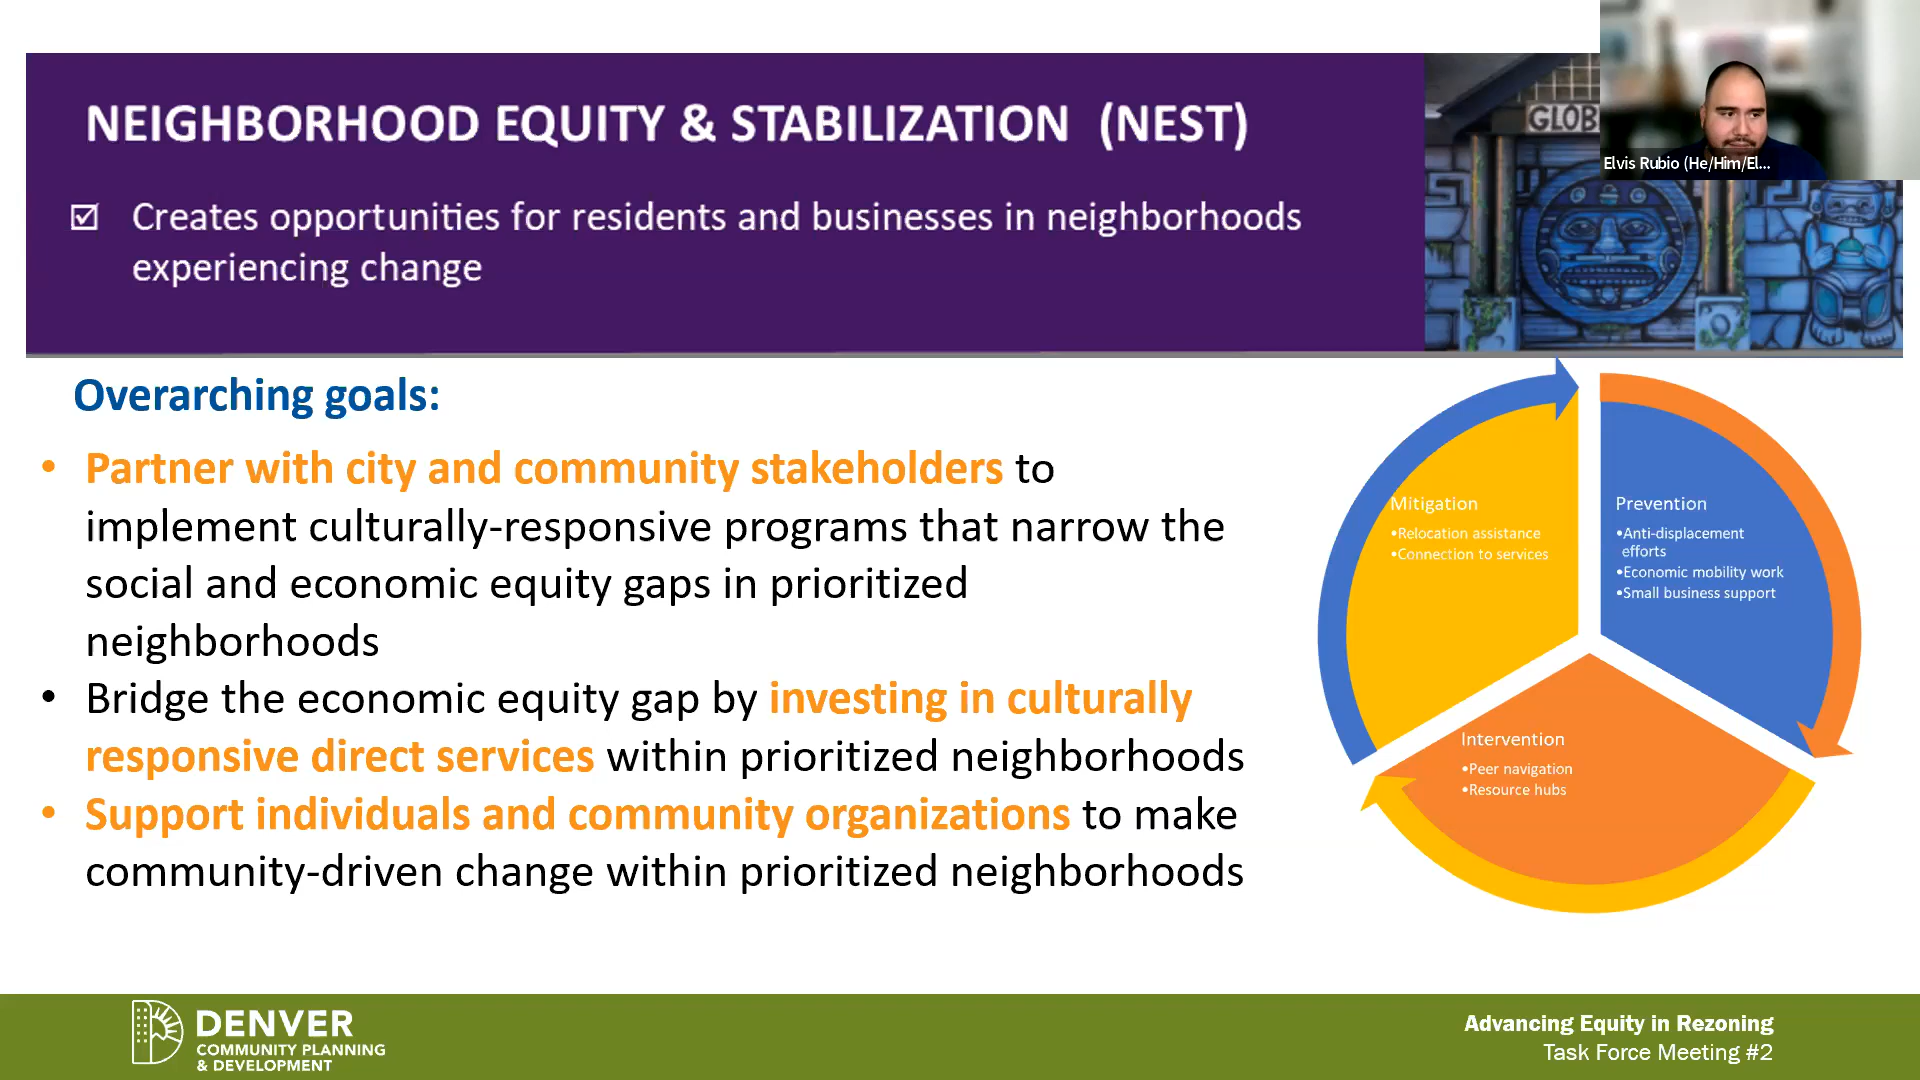 NEIGHBORHOOD EQUITY & STABILIZATION (NEST)
Creates opportunities for residents and businesses in neighborhoods
experiencing change
GLOB
Elvis Rubio (He/Him/El...
Overarching goals:
• Partner with city and community stakeholders to
implement culturally-responsive programs that narrow the
social and economic equity gaps in prioritized
neighborhoods
• Bridge the economic equity gap by investing in culturally
responsive direct services within prioritized neighborhoods
• Support individuals and community organizations to make
community-driven change within prioritized neighborhoods
Mitigation
•Relocation assistance
•Connection to services
Prevention
•Anti-displacement
efforts
•Economic mobility work
•Small business support
Intervention
•Peer navigation
•Resource hubs
DENVER
COMMUNITY PLANNING
& DEVELOPMENT
Advancing Equity in Rezoning
Task Force Meeting #2